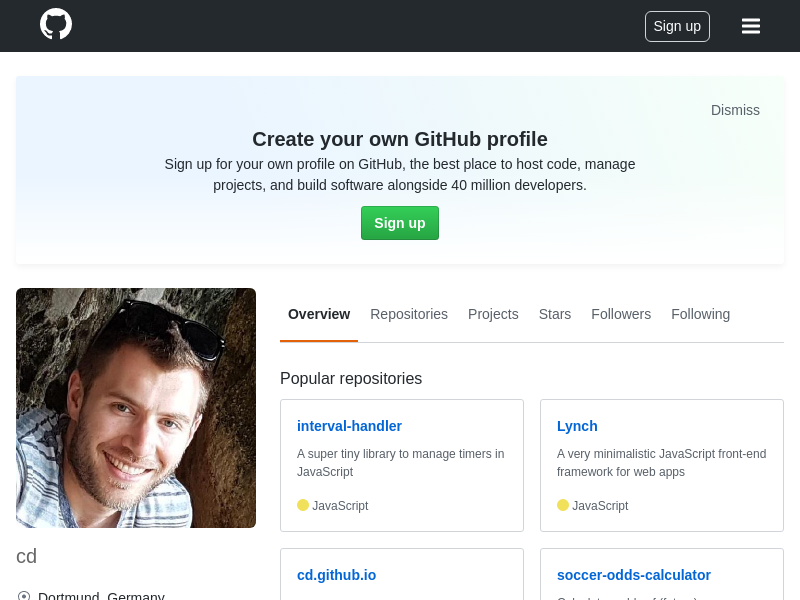 Sign up
Dismiss
Create your own GitHub profile
Sign up for your own profile on GitHub, the best place to host code, manage
projects, and build software alongside 40 million developers.
Sign up
Overview Repositories Projects Stars Followers Following
Popular repositories
interval-handler
A super tiny library to manage timers in
JavaScript
JavaScript
Lynch
A very minimalistic JavaScript front-end
framework for web apps
JavaScript
cd
Dortmund, Germany
cd.github.io
soccer-odds-calculator